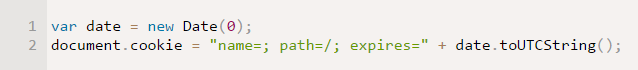 1 var date = new Date(0);
2 document.cookie = "name=; path=/; expires=" + date.toUTCString();